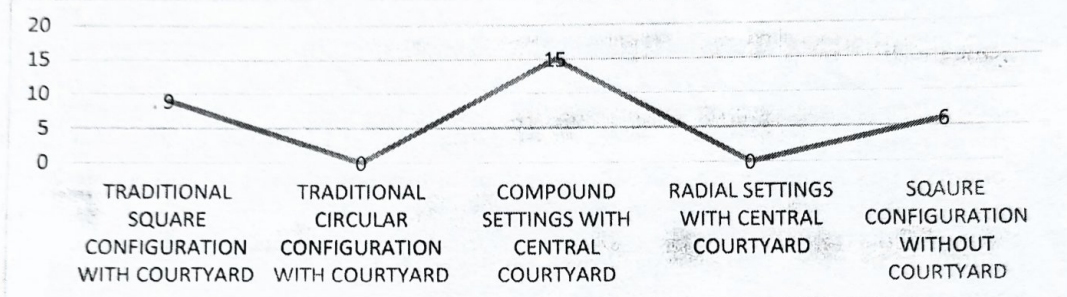 20
15
10
5
0
9
0
15
0
6
TRADITIONAL
SQUARE
CONFIGURATION
WITH COURTYARD
TRADITIONAL
CIRCULAR
CONFIGURATION
WITH COURTYARD
COMPOUND
SETTINGS WITH
CENTRAL
COURTYARD
RADIAL SETTINGS
WITH CENTRAL
COURTYARD
SQAURE
CONFIGURATION
WITHOUT
COURTYARD